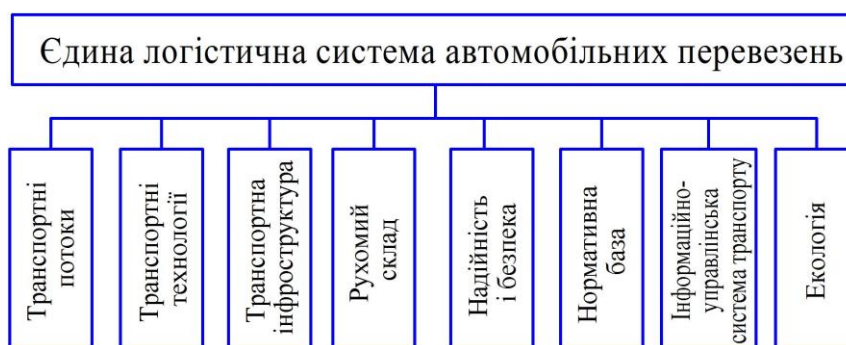 Єдина логістична система автомобільних перевезень
Транспортні
потоки
Транспортні
технології
Транспортна
інфроструктура
Рухомий
склад
Надійність
і безпека
Нормативна
база
Інформаційно-
управлінська
система транспорту
Екологія